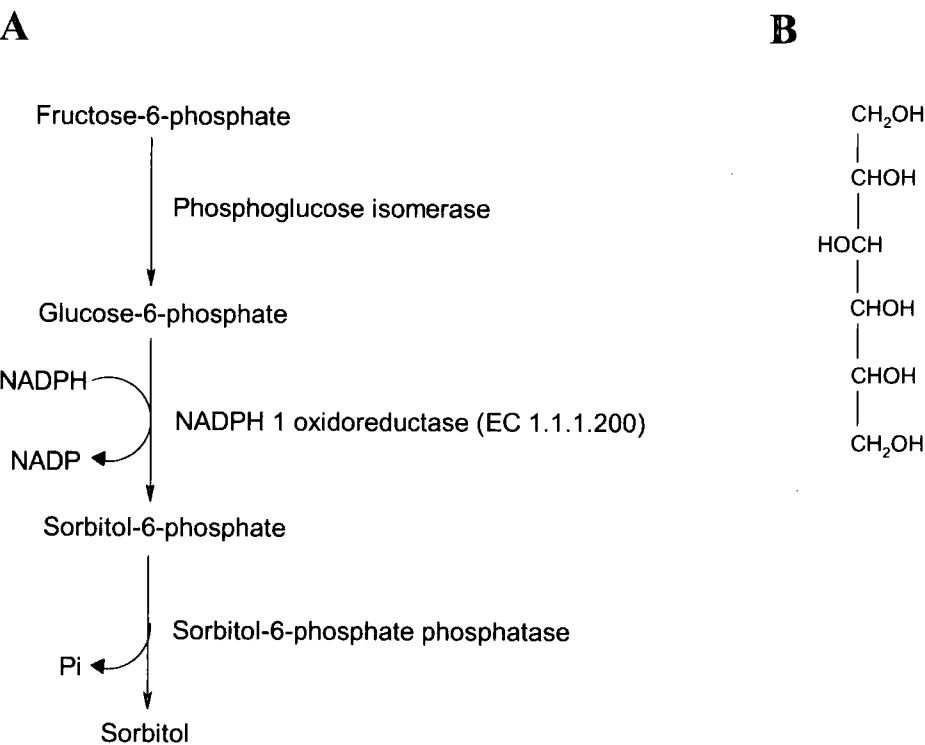 A
B
Fructose-6-phosphate
Phosphoglucose isomerase
Glucose-6-phosphate
NADPH
NADPH 1 oxidoreductase (EC 1.1.1.200)
NADP
Sorbitol-6-phosphate
Sorbitol-6-phosphate phosphatase
Pi
Sorbitol
CH₂OH
CHOH
HOCH
CHOH
CHOH
CH₂OH